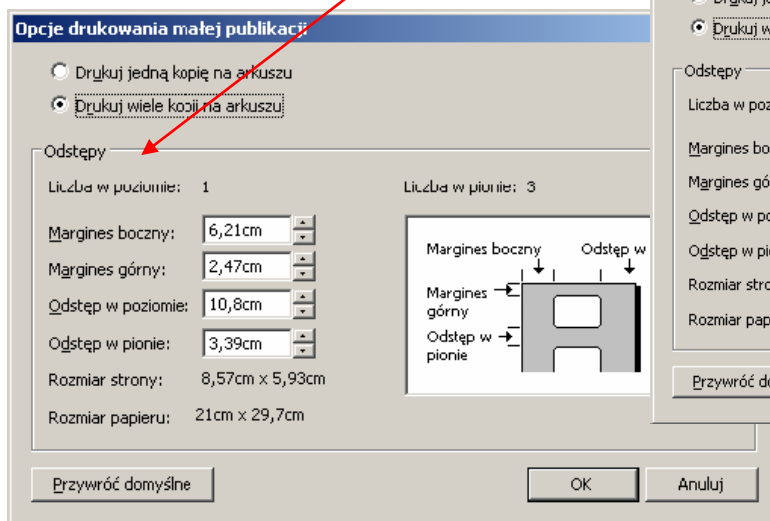 Opcje drukowania małej publikacji
Drukuj jedną kopię na arkuszu
Drukuj wiele kopii na arkuszu
Odstępy
Liczba w poziomie: 1
Liczba w pionie: 3
Margines boczny: 6,21cm
Margines górny: 2,47cm
Odstęp w poziomie: 10,8cm
Odstęp w pionie: 3,39cm
Rozmiar strony: 8,57cm x 5,93cm
Rozmiar papieru: 21cm x 29,7cm
Margines boczny
Odstęp w
Margines
górny
Odstęp w
pionie
Przywróć domyślne
OK
Anuluj
Drukuj w
Odstępy
Liczba w poz
Margines bo
Margines gó
Odstęp w po
Odstęp w pi
Rozmiar stro
Rozmiar pap
Przywróć do